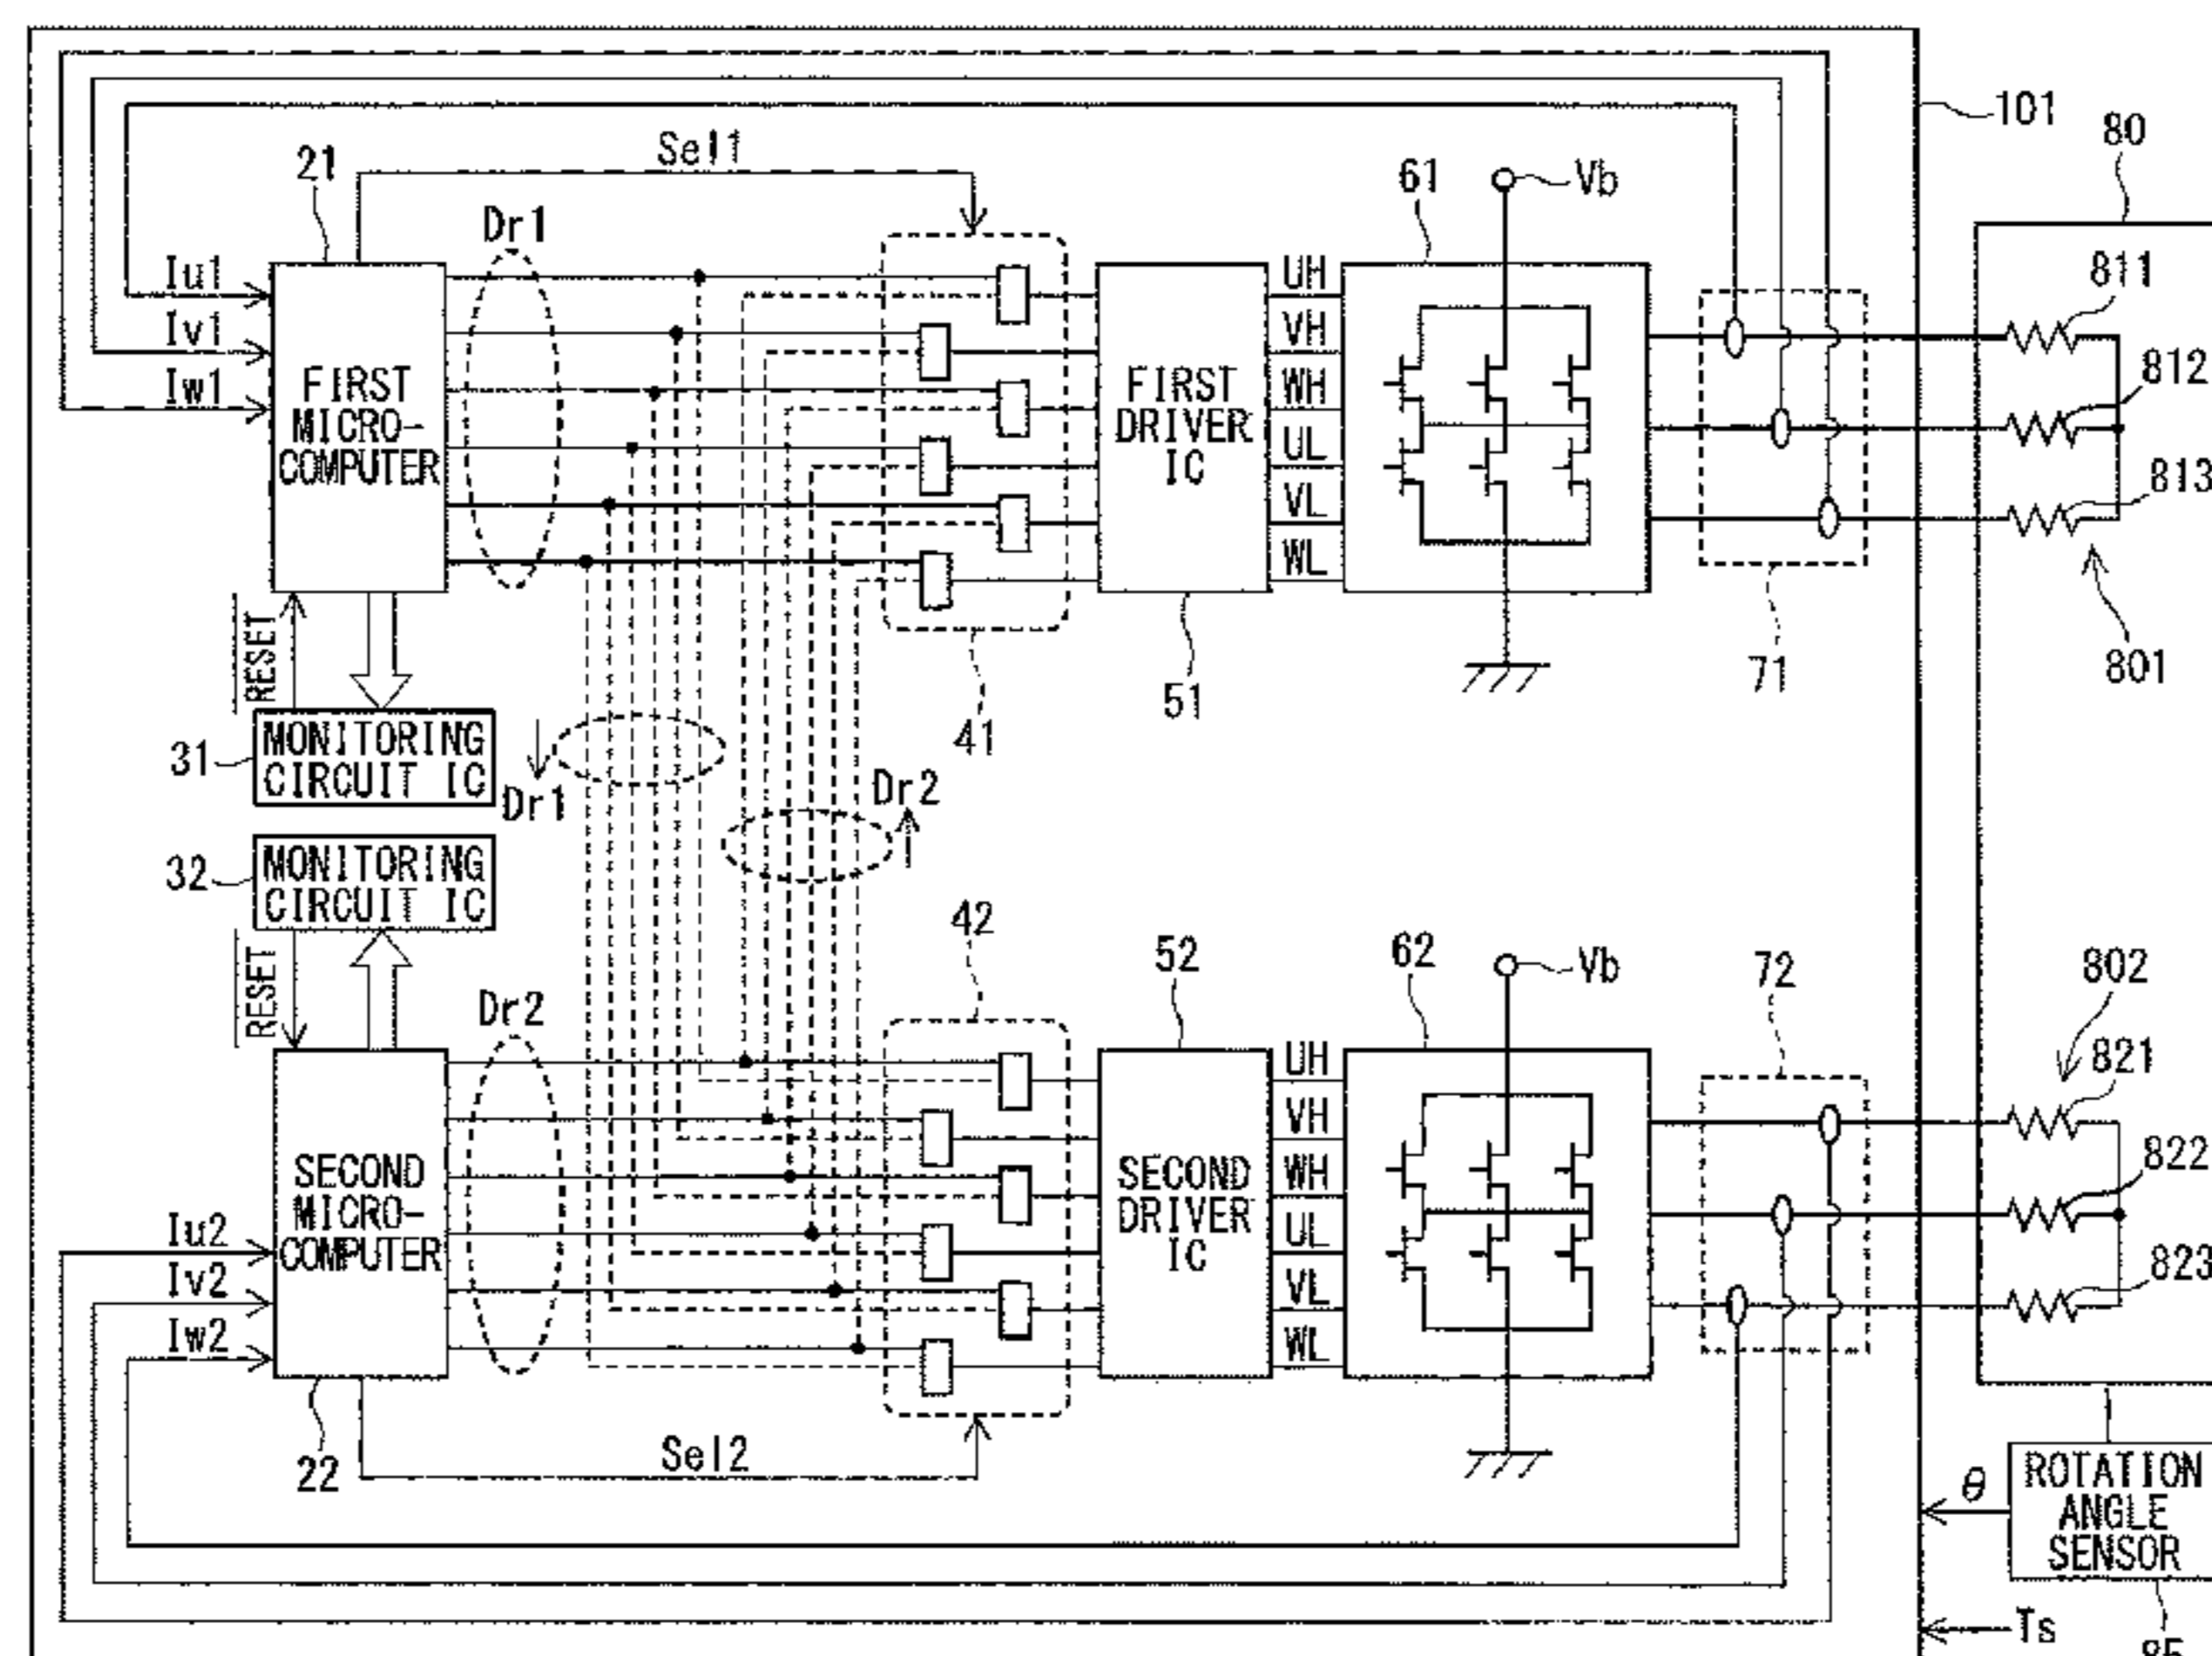 101
80
Sel1
21
61
Vb
Dr1
811
Iu1
UH
Iv1
VH
812
Iw1
FIRST
MICRO-
COMPUTER
FIRST
DRIVER
IC
WH
UL
813
VL
WL
RESET
801
71
51
41
31
MONITORING
CIRCUIT IC
Dr1
Dr2
32
MONITORING
CIRCUIT IC
42
52
62
Vb
72
802
RESET
Dr2
821
UH
VH
SECOND
MICRO-
COMPUTER
SECOND
DRIVER
IC
WH
822
Iu2
UL
Iv2
VL
823
Iw2
WL
22
Sel2
θ
ROTATION
ANGLE
SENSOR
Ts
85